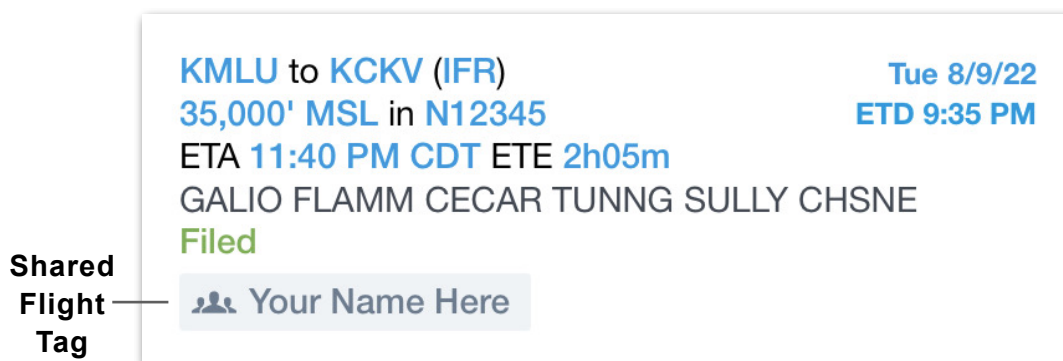 KMLU to KCKV (IFR)
Tue 8/9/22
35,000' MSL in N12345
ETD 9:35 PM
ETA 11:40 PM CDT ETE 2h05m
GALIO FLAMM CECAR TUNNG SULLY CHSNE
Filed
Shared
Flight
Tag
Your Name Here